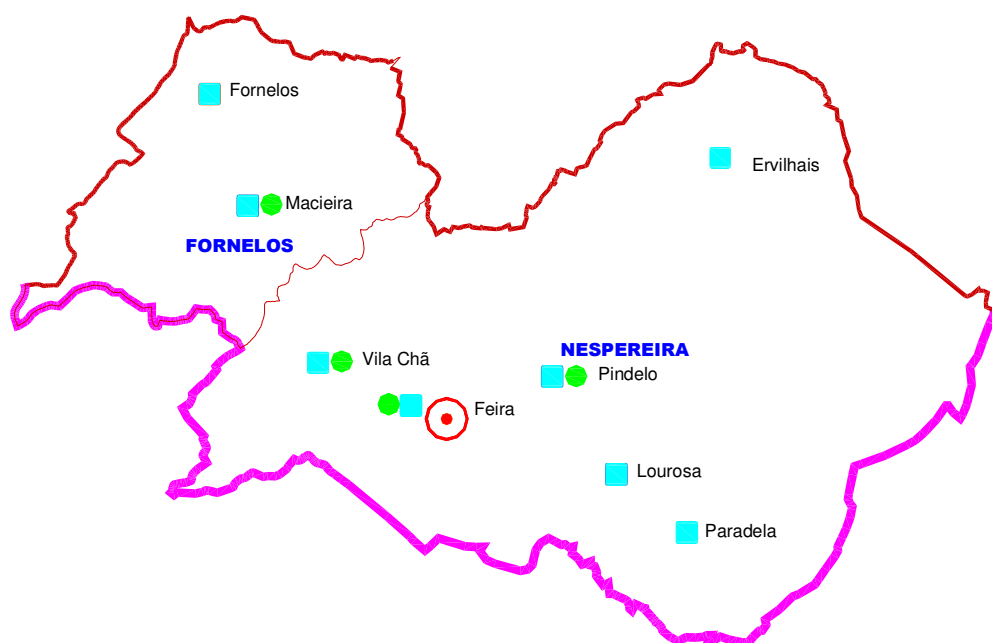 Fornelos
Ervilhais
Macieira
FORNELOS
NESPEREIRA
Vila Chã
Pindelo
Feira
Lourosa
Paradela